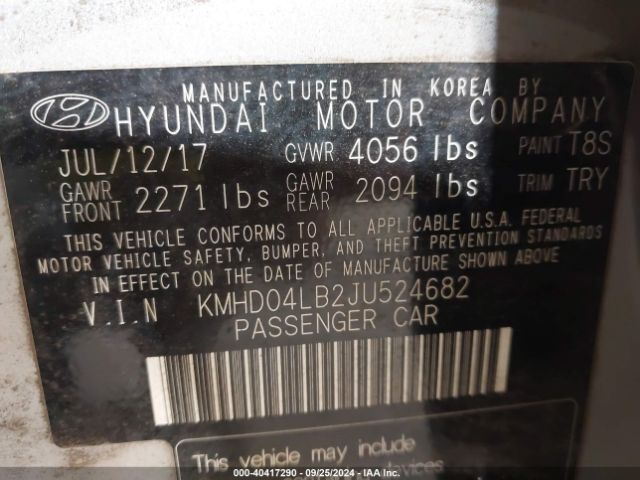 MANUFACTURED IN KOREA BY
HYUNDAI MOTOR COMPANY
JUL/12/17 GVWR 4056 lbs PAINT T8S
GAWR FRONT 2271 lbs GAWR REAR 2094 lbs TRIM TRY
THIS VEHICLE CONFORMS TO ALL APPLICABLE U.S.A. FEDERAL
MOTOR VEHICLE SAFETY, BUMPER, AND THEFT PREVENTION STANDARDS
IN EFFECT ON THE DATE OF MANUFACTURE SHOWN ABOVE
V.I.N KMHD04LB2JU524682
PASSENGER CAR
This vehicle may include
devices
000-40417290 - 09/25/2024 - IAA Inc.